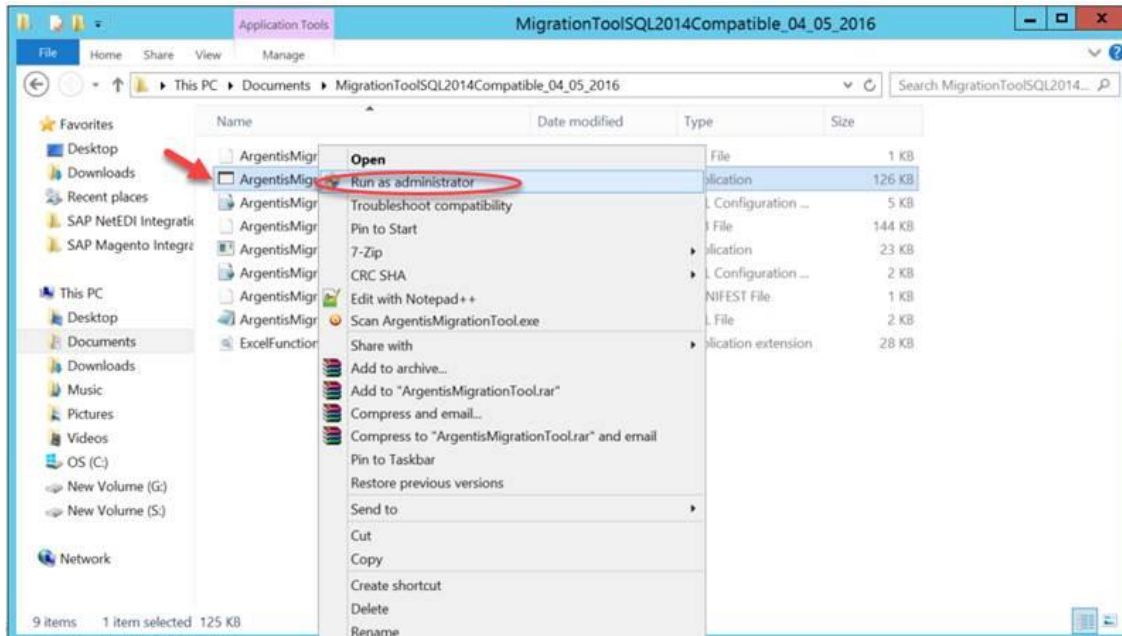 Application Tools
MigrationToolSQL2014Compatible_04_05_2016
File Home Share View Manage
This PC Documents MigrationToolSQL2014Compatible_04_05_2016
Search MigrationToolSQL2014...
Name Date modified Type Size
Favorites
Desktop
Downloads
Recent places
SAP NetEDI Integratic
SAP Magento Integra
This PC
Desktop
Documents
Downloads
Music
Pictures
Videos
OS (C:)
New Volume (G:)
New Volume (S:)
Network
ArgentisMigr File 1 KB
ArgentisMigr plication 126 KB
ArgentisMigr L Configuration ... 5 KB
ArgentisMigr File 144 KB
ArgentisMigr plication 23 KB
ArgentisMigr L Configuration ... 2 KB
ArgentisMigr NIFEST File 1 KB
ArgentisMigr L File 2 KB
ExcelFunction plication extension 28 KB
Open
Run as administrator
Troubleshoot compatibility
Pin to Start
7-Zip
CRC SHA
Edit with Notepad++
Scan ArgentisMigrationTool.exe
Share with
Add to archive...
Add to "ArgentisMigrationTool.rar"
Compress and email...
Compress to "ArgentisMigrationTool.rar" and email
Pin to Taskbar
Restore previous versions
Send to
Cut
Copy
Create shortcut
Delete
Rename
9 items 1 item selected 125 KB